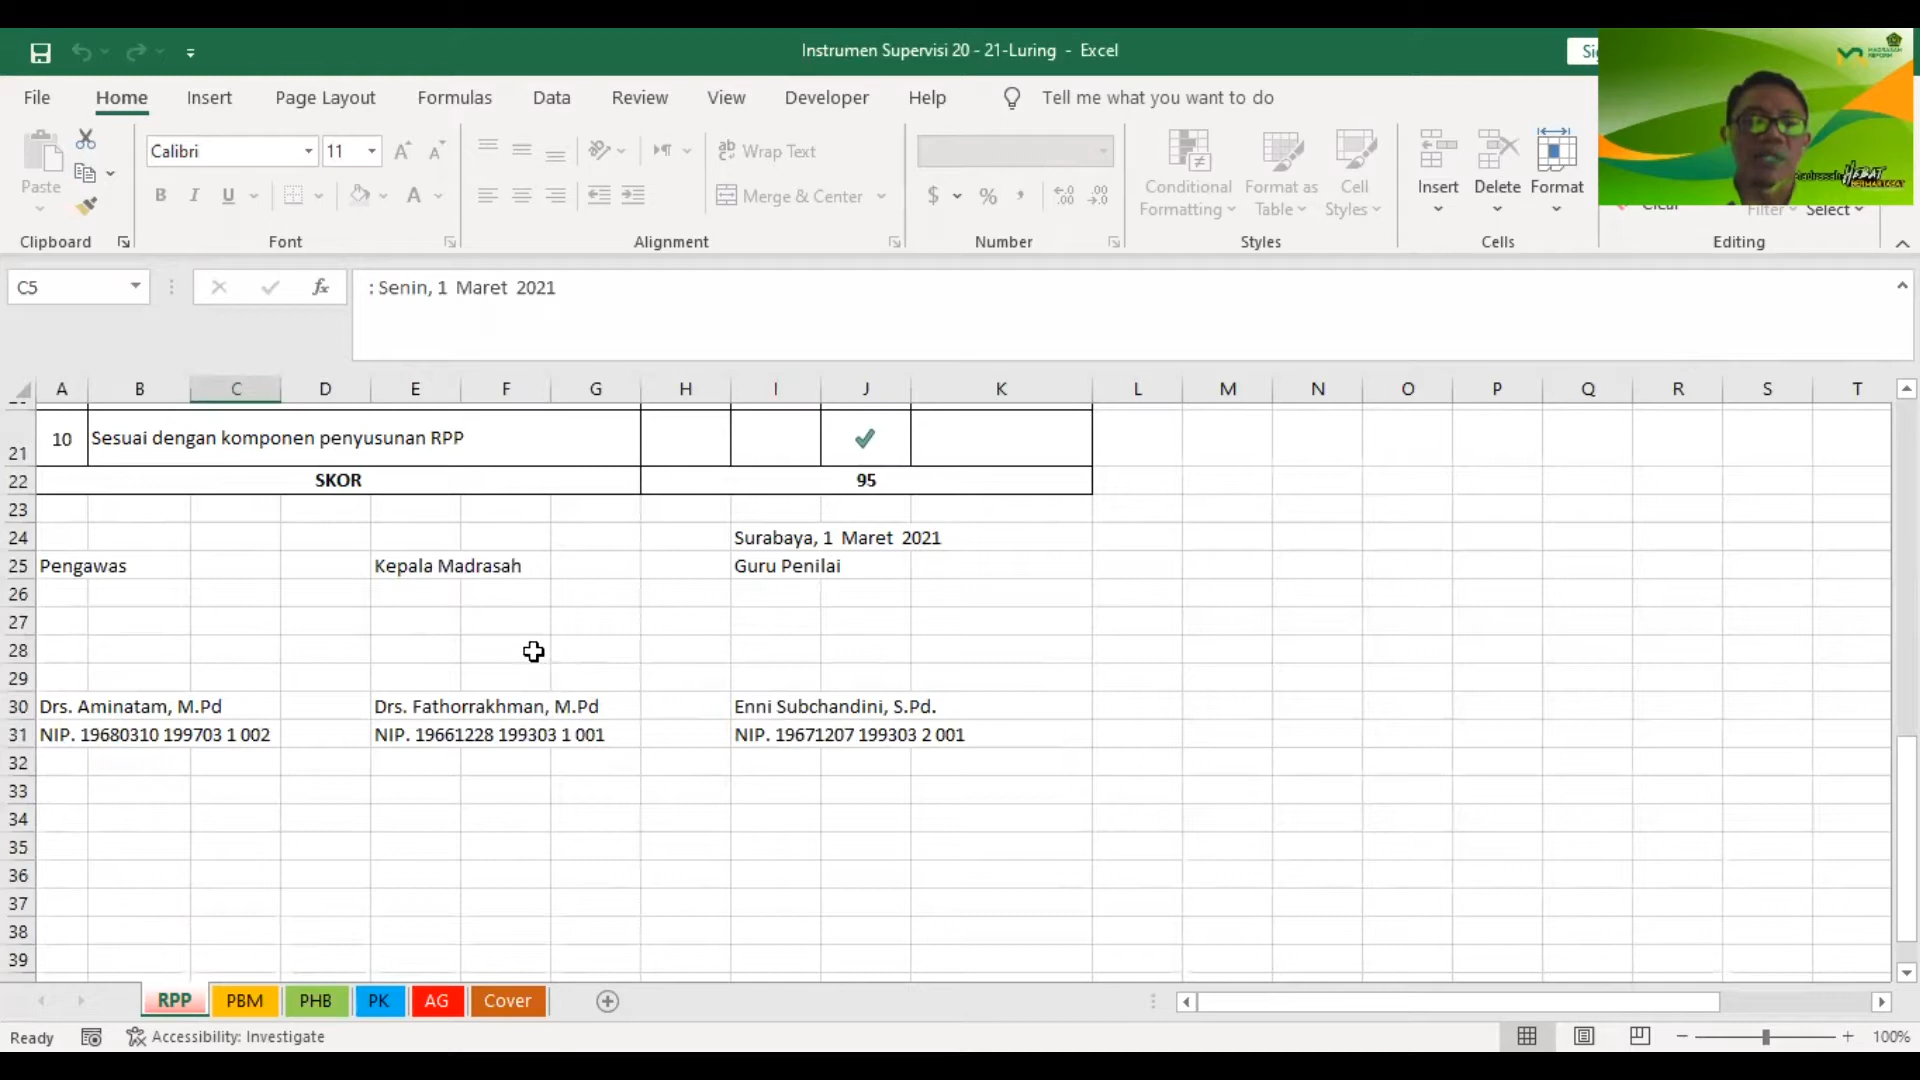 Instrumen Supervisi 20 - 21-Luring - Excel
File Home Insert Page Layout Formulas Data Review View Developer Help Tell me what you want to do
Paste
Calibri 11
B I U
A
ab Wrap Text
Merge & Center
$ % ,
Conditional Formatting
Format as Table
Cell Styles
Insert Delete Format
Clear Filter Select
Clipboard Font Alignment Number Styles Cells Editing
C5 fx : Senin, 1 Maret 2021
A B C D E F G H I J K L M N O P Q R S T
21 10 Sesuai dengan komponen penyusunan RPP
22 SKOR 95
23
24 Surabaya, 1 Maret 2021
25 Pengawas Kepala Madrasah Guru Penilai
26
27
28
29
30 Drs. Aminatam, M.Pd Drs. Fathorrakhman, M.Pd Enni Subchandini, S.Pd.
31 NIP. 19680310 199703 1 002 NIP. 19661228 199303 1 001 NIP. 19671207 199303 2 001
32
33
34
35
36
37
38
39
RPP PBM PHB PK AG Cover
Ready Accessibility: Investigate 100%